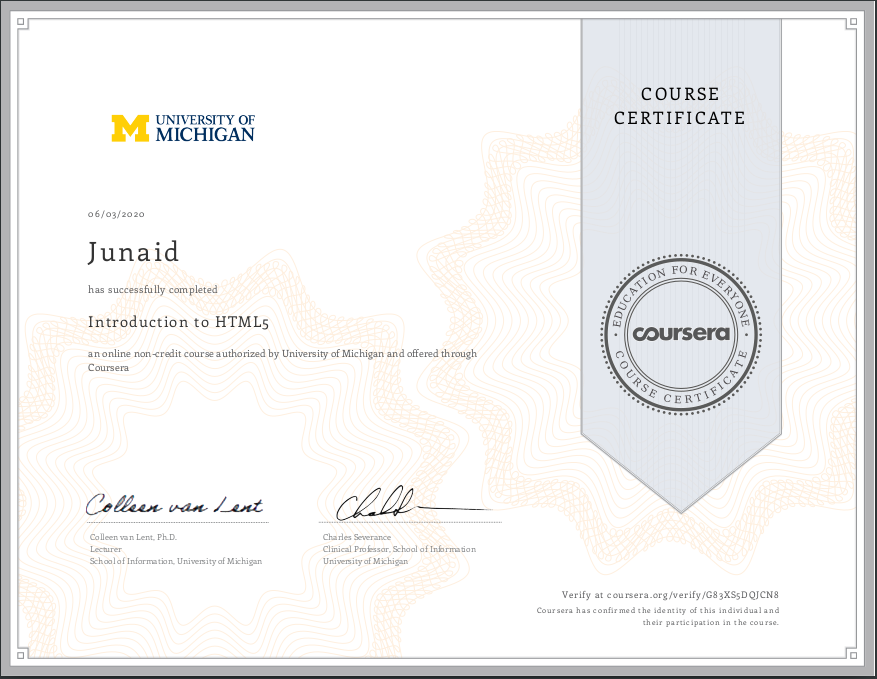 COURSE
CERTIFICATE
UNIVERSITY OF
MICHIGAN
06/03/2020
Junaid
has successfully completed
Introduction to HTML5
an online non-credit course authorized by University of Michigan and offered through
Coursera
EDUCATION FOR EVERYONE
coursera
COURSE CERTIFICATE
Colleen van Lent
Colleen van Lent, Ph.D.
Lecturer
School of Information, University of Michigan
Charles Severance
Clinical Professor, School of Information
University of Michigan
Verify at coursera.org/verify/G83XS5DQJCN8
Coursera has confirmed the identity of this individual and
their participation in the course.